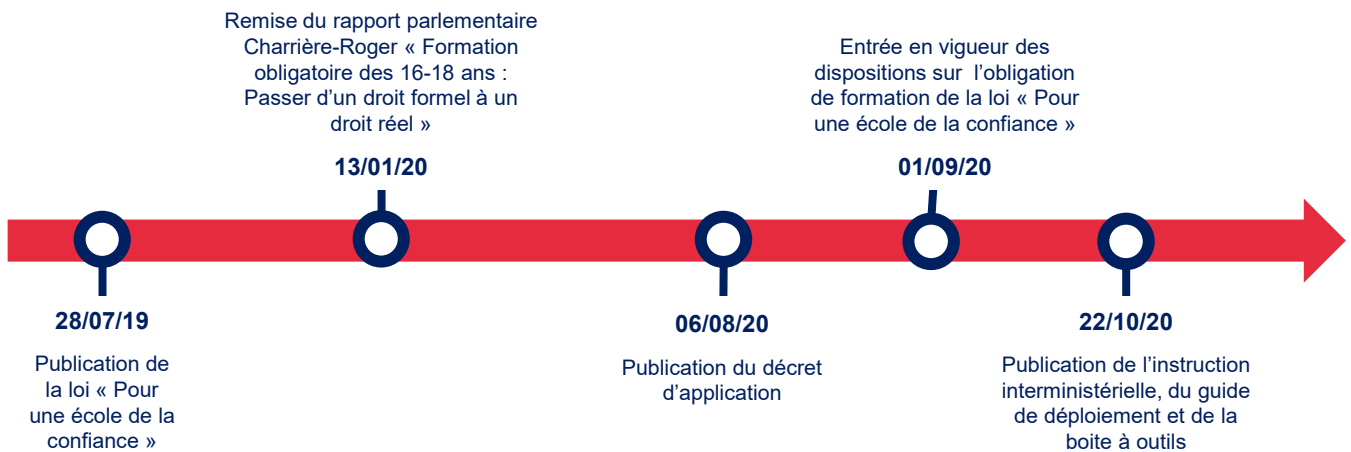 Remise du rapport parlementaire
Charrière-Roger « Formation
obligatoire des 16-18 ans :
Passer d’un droit formel à un
droit réel »
13/01/20
Entrée en vigueur des
dispositions sur  l’obligation
de formation de la loi « Pour
une école de la confiance »
01/09/20
28/07/19
Publication de
la loi « Pour
une école de la
confiance »
06/08/20
Publication du décret
d’application
22/10/20
Publication de l’instruction
interministérielle, du guide
de déploiement et de la
boite à outils